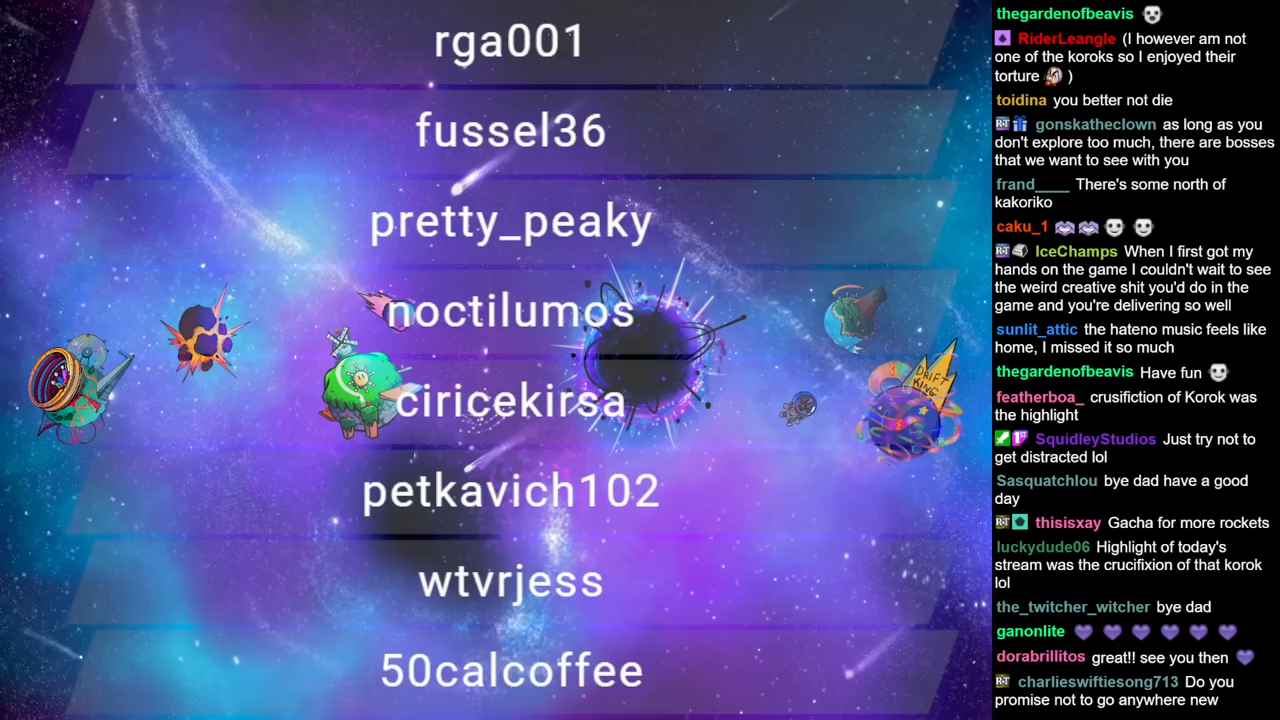 rga001
fussel36
pretty_peaky
noctilumos
ciricekirsa
petkavich102
wtvrjess
50calcoffee
DRIFT
KING
thegardenofbeavis
RiderLeangle (I however am not
one of the koroks so I enjoyed their
torture )
toidina you better not die
gonskatheclown as long as you
don't explore too much, there are bosses
that we want to see with you
frand____ There's some north of
kakoriko
caku_1
IceChamps When I first got my
hands on the game I couldn't wait to see
the weird creative shit you'd do in the
game and you're delivering so well
sunlit_attic the hateno music feels like
home, I missed it so much
thegardenofbeavis Have fun
featherboa_ crusifiction of Korok was
the highlight
SquidleyStudios Just try not to
get distracted lol
Sasquatchlou bye dad have a good
day
thisisxay Gacha for more rockets
luckydude06 Highlight of today's
stream was the crucifixion of that korok
lol
the_twitcher_witcher bye dad
ganonlite
dorabrillitos great!! see you then
charlieswiftiesong713 Do you
promise not to go anywhere new